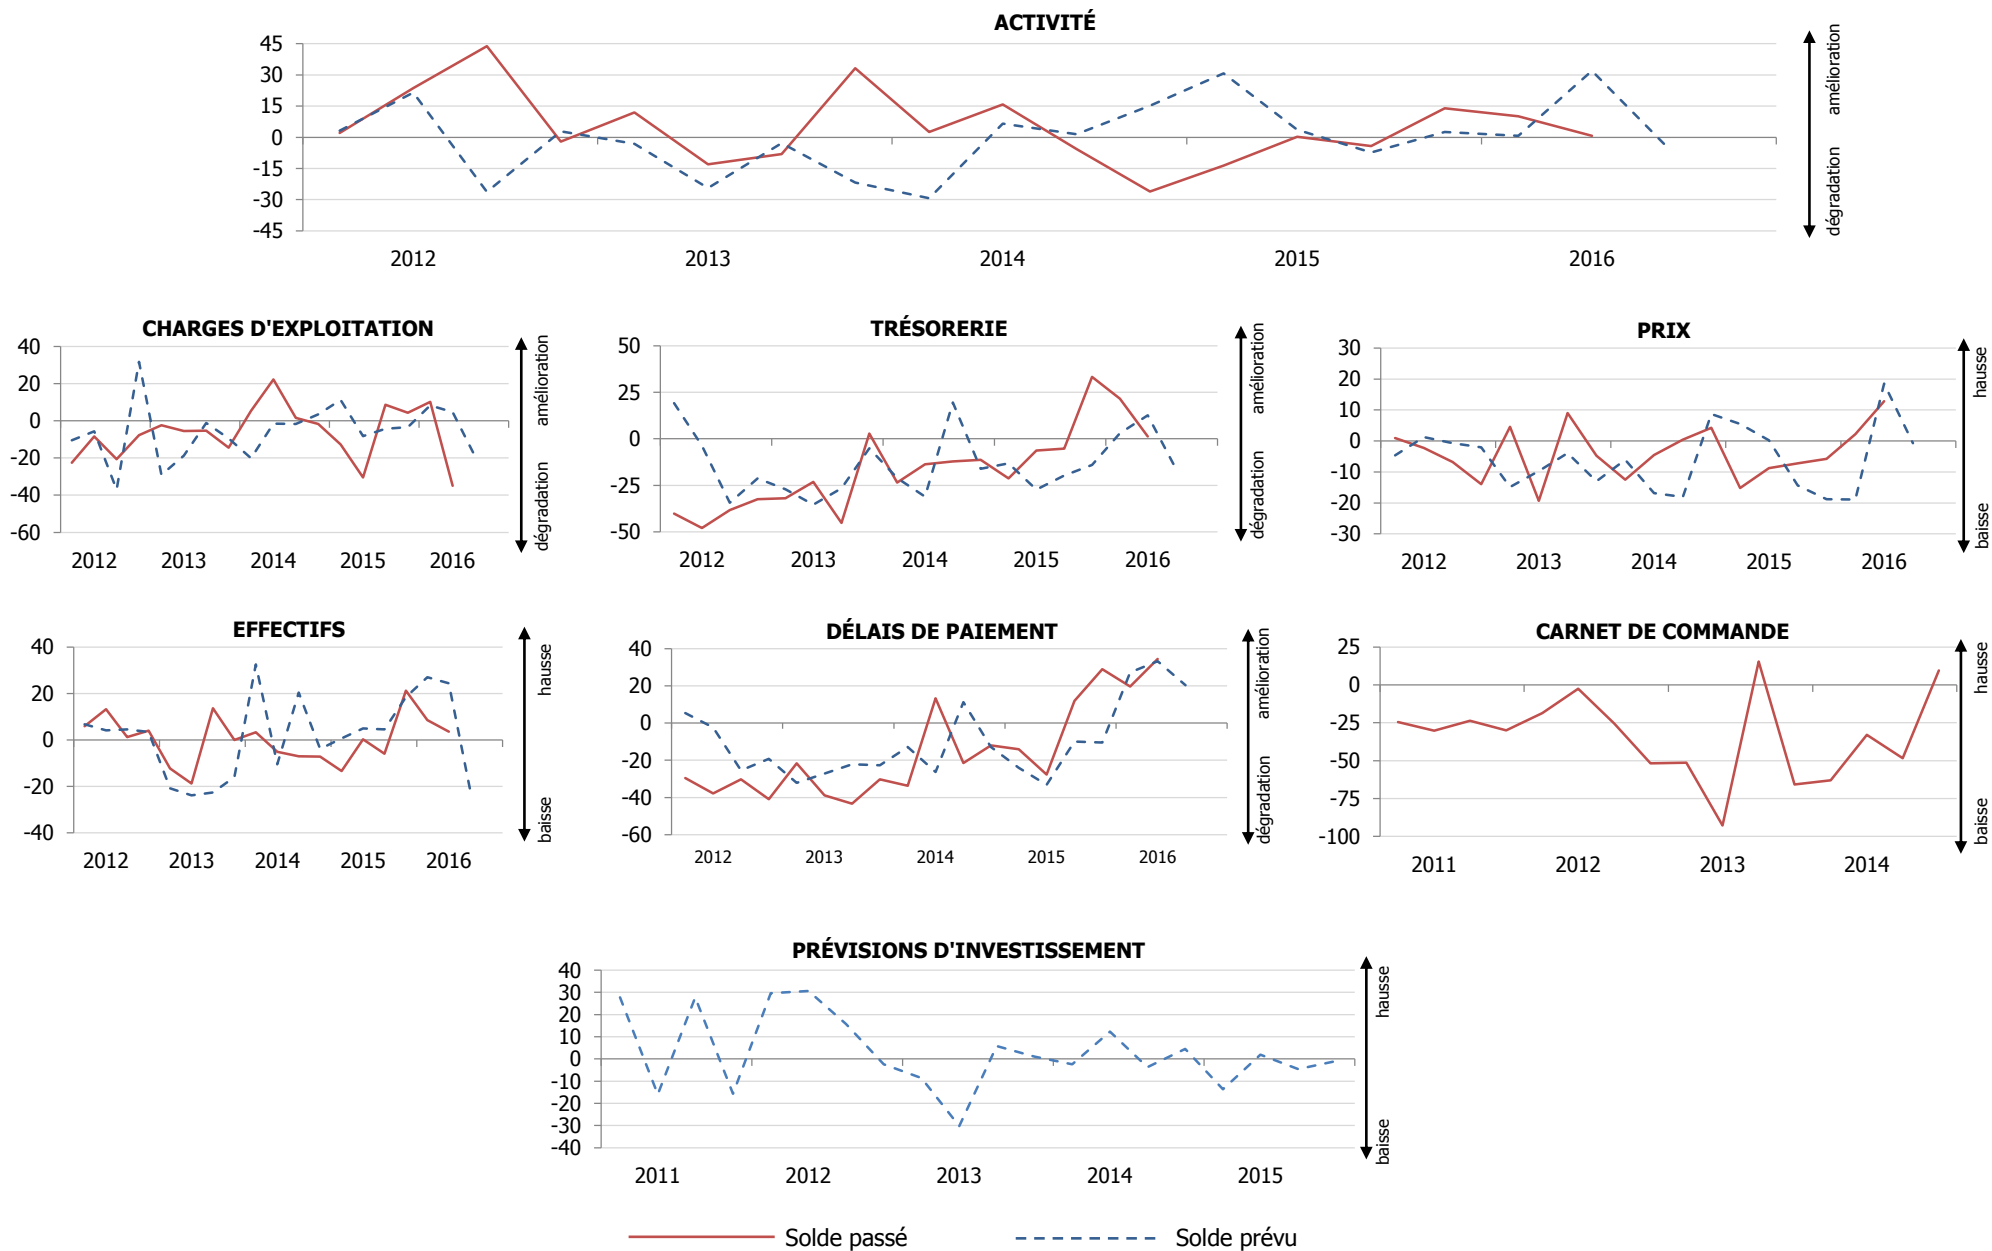 ACTIVITÉ
45
30
15
0
-15
-30
-45
2012 2013 2014 2015 2016
amélioration
dégradation
CHARGES D'EXPLOITATION
40
20
0
-20
-40
-60
2012 2013 2014 2015 2016
amélioration
dégradation
TRÉSORERIE
50
25
0
-25
-50
2012 2013 2014 2015 2016
amélioration
dégradation
PRIX
30
20
10
0
-10
-20
-30
2012 2013 2014 2015 2016
hausse
baisse
EFFECTIFS
40
20
0
-20
-40
2012 2013 2014 2015 2016
hausse
baisse
DÉLAIS DE PAIEMENT
40
20
0
-20
-40
-60
2012 2013 2014 2015 2016
amélioration
dégradation
CARNET DE COMMANDE
25
0
-25
-50
-75
-100
2011 2012 2013 2014
hausse
baisse
PRÉVISIONS D'INVESTISSEMENT
40
30
20
10
0
-10
-20
-30
-40
2011 2012 2013 2014 2015
hausse
baisse
Solde passé Solde prévu